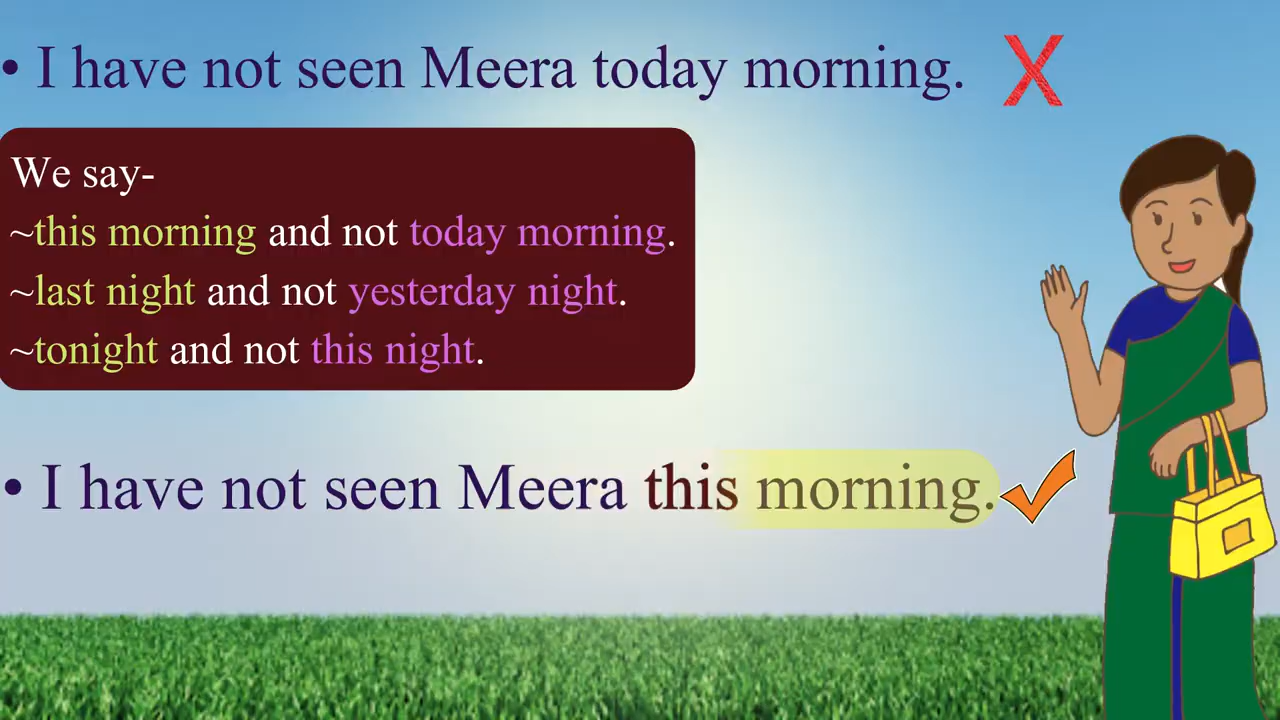 • I have not seen Meera today morning. X
We say-
~this morning and not today morning.
~last night and not yesterday night.
~tonight and not this night.
• I have not seen Meera this morning.